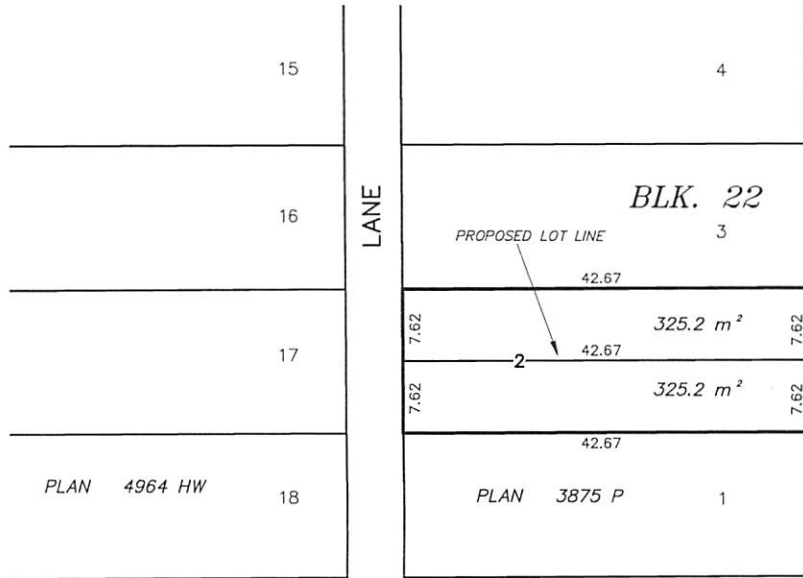 15
4
16
LANE
BLK. 22
3
PROPOSED LOT LINE
42.67
7.62
325.2 m²
7.62
17
42.67
2
7.62
325.2 m²
7.62
42.67
PLAN 4964 HW
18
PLAN 3875 P
1